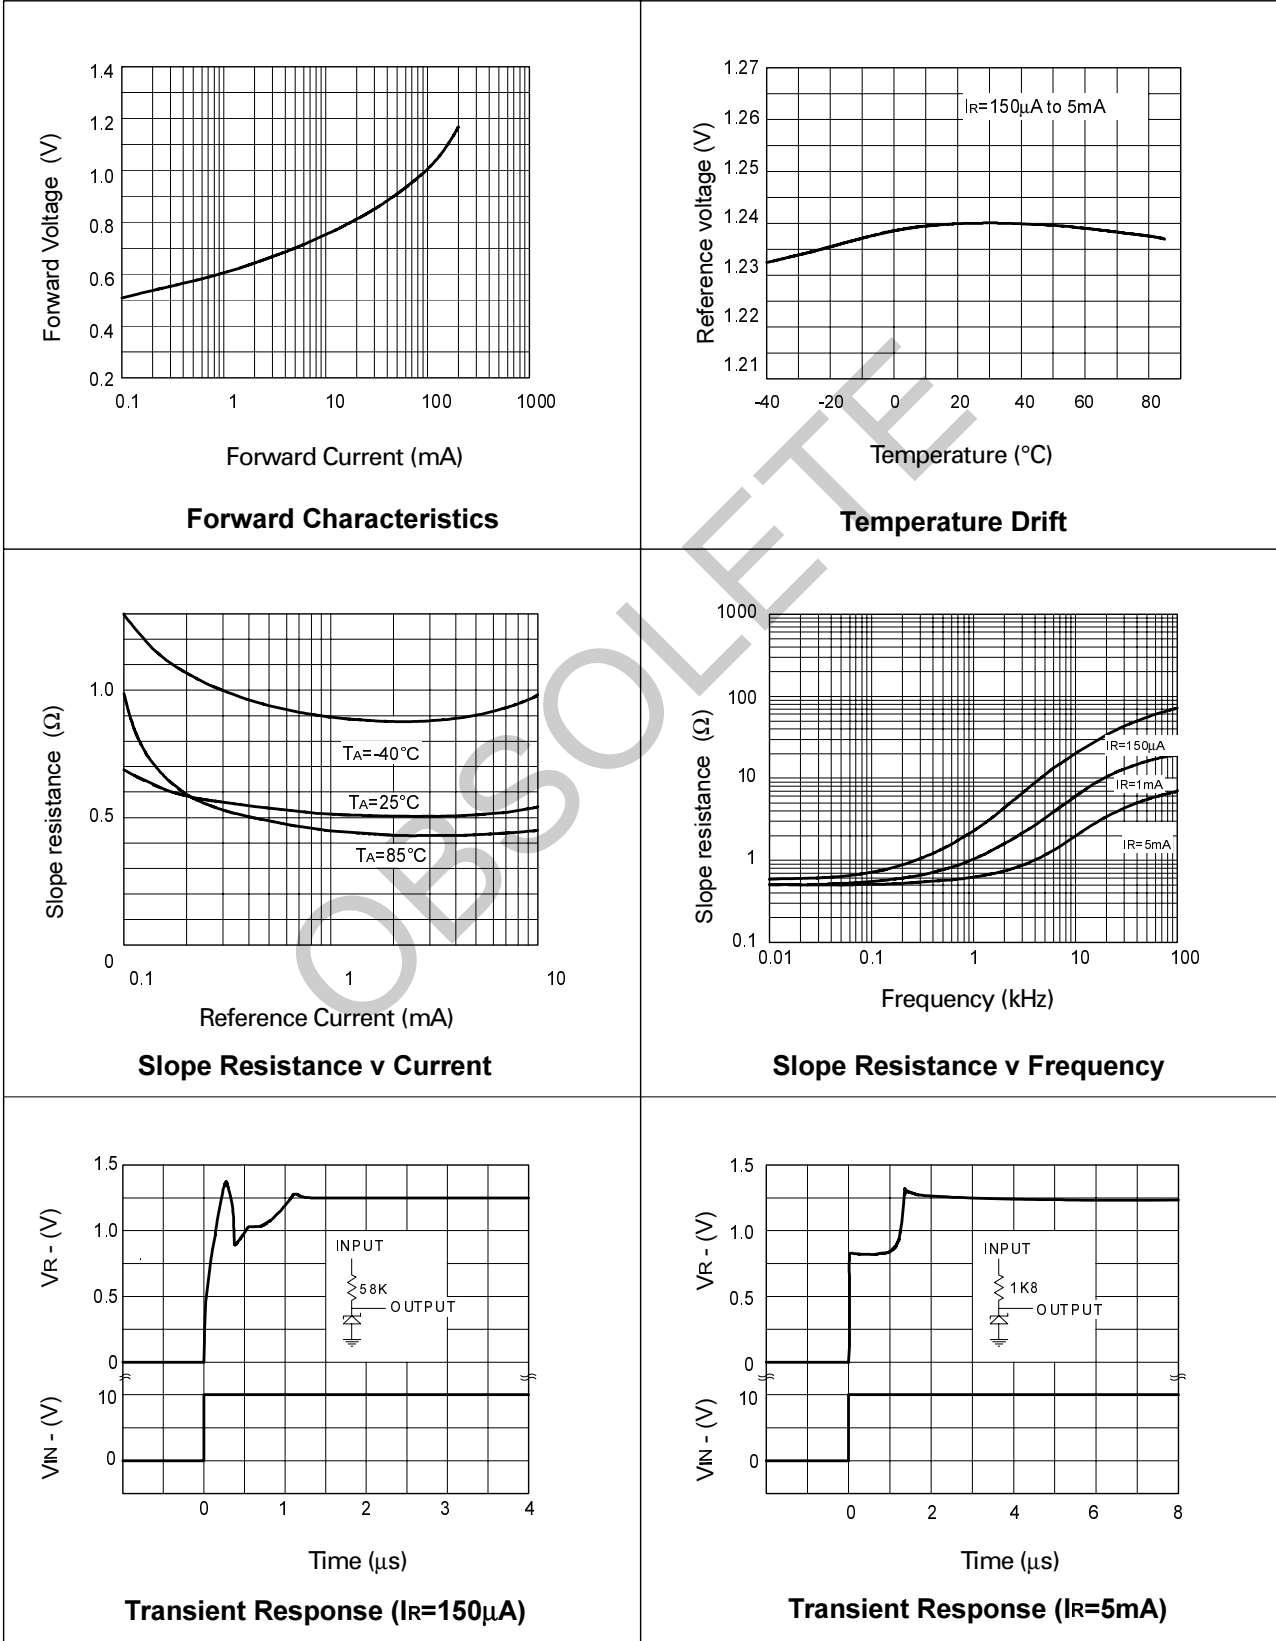 1.4
1.2
1.0
0.8
0.6
0.4
0.2
0.1 1 10 100 1000
Forward Voltage (V)
Forward Current (mA)
Forward Characteristics
1.27
1.26
1.25
1.24
1.23
1.22
1.21
-40 -20 0 20 40 60 80
IR=150µA to 5mA
Reference voltage (V)
Temperature (°C)
Temperature Drift
1.0
0.5
0
0.1 1 10
TA=-40°C
TA=25°C
TA=85°C
Slope resistance (Ω)
Reference Current (mA)
Slope Resistance v Current
1000
100
10
1
0.1
0.01 0.1 1 10 100
IR=150µA
IR=1mA
IR=5mA
Slope resistance (Ω)
Frequency (kHz)
Slope Resistance v Frequency
1.5
1.0
0.5
0
10
0
0 1 2 3 4
VR - (V)
VIN - (V)
INPUT
58K
OUTPUT
Time (µs)
Transient Response (IR=150µA)
1.5
1.0
0.5
0
10
0
0 2 4 6 8
VR - (V)
VIN - (V)
INPUT
1K8
OUTPUT
Time (µs)
Transient Response (IR=5mA)
OBSOLETE